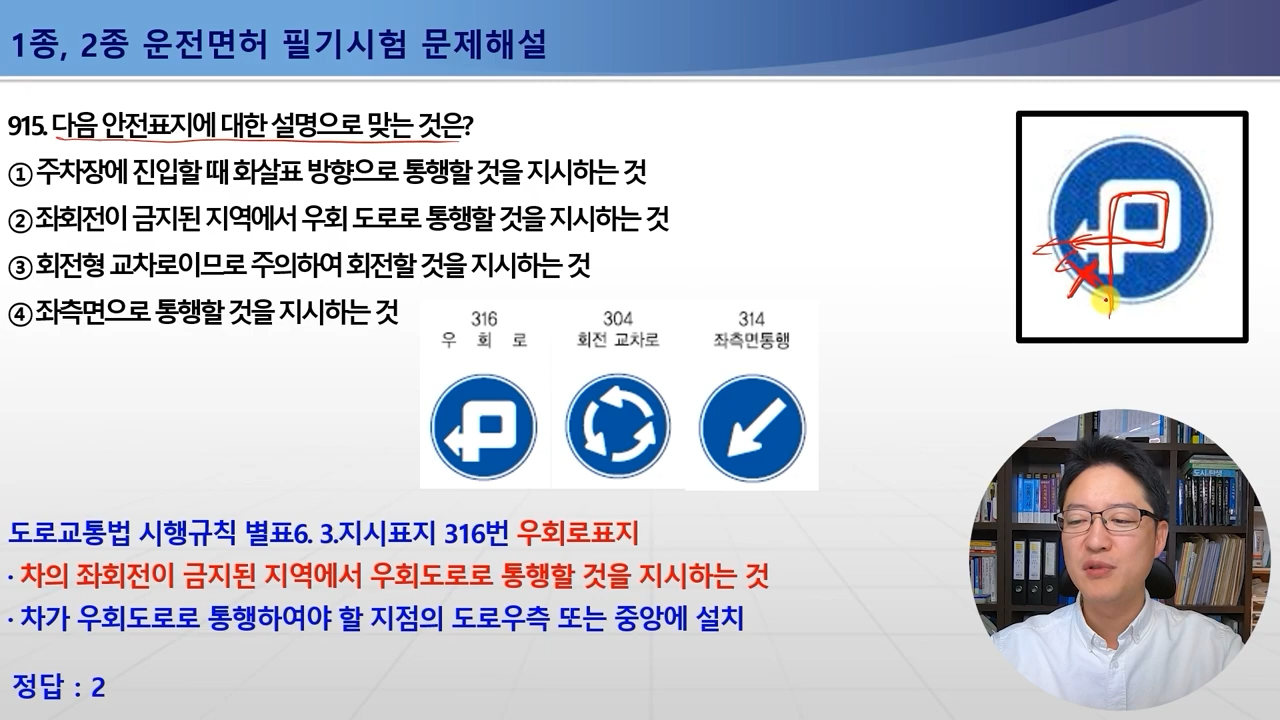 1종, 2종 운전면허 필기시험 문제해설
915. 다음 안전표지에 대한 설명으로 맞는 것은?
① 주차장에 진입할 때 화살표 방향으로 통행할 것을 지시하는 것
② 좌회전이 금지된 지역에서 우회 도로로 통행할 것을 지시하는 것
③ 회전형 교차로이므로 주의하여 회전할 것을 지시하는 것
④ 좌측면으로 통행할 것을 지시하는 것
316 304 314
우 회 로 회전 교차로 좌측면통행
도로교통법 시행규칙 별표6. 3.지시표지 316번 우회로표지
· 차의 좌회전이 금지된 지역에서 우회도로로 통행할 것을 지시하는 것
· 차가 우회도로로 통행하여야 할 지점의 도로우측 또는 중앙에 설치
정답 : 2